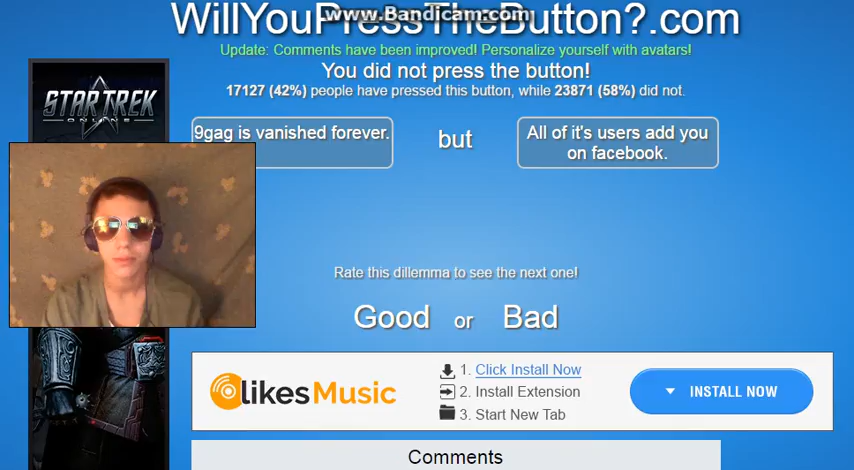 WillYouPressTheButton?.com
www.Bandicam.com
Update: Comments have been improved! Personalize yourself with avatars!
You did not press the button!
17127 (42%) people have pressed this button, while 23871 (58%) did not.
STAR TREK
ONLINE
9gag is vanished forever.
but
All of it's users add you
on facebook.
Rate this dillemma to see the next one!
Good or Bad
likesMusic
1. Click Install Now
2. Install Extension
3. Start New Tab
INSTALL NOW
Comments